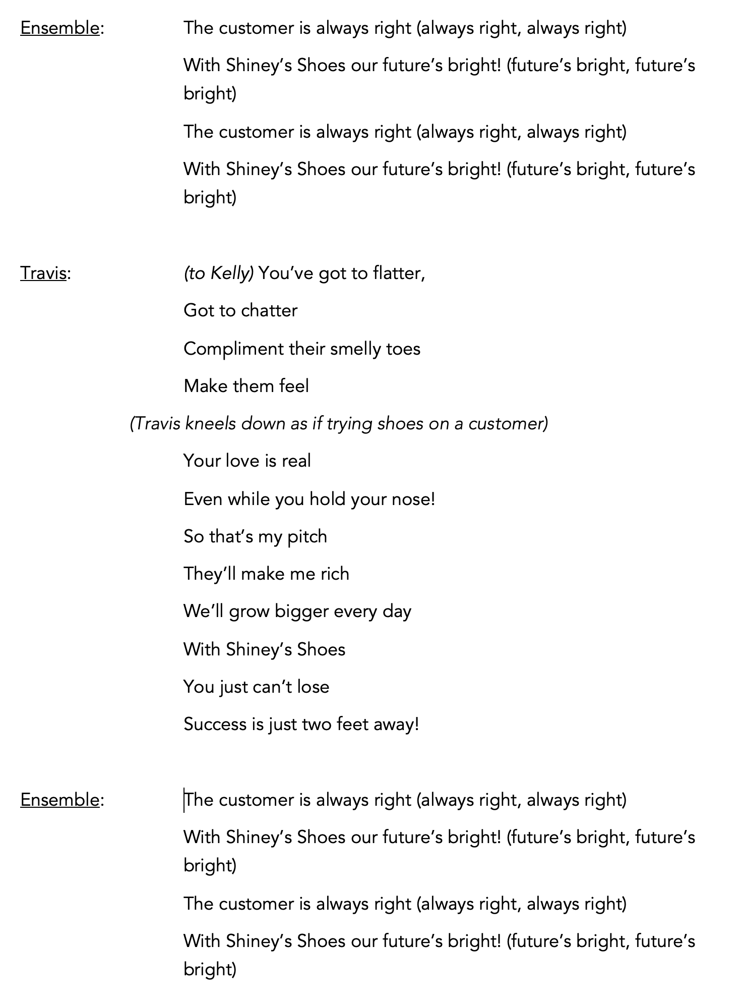 Ensemble: The customer is always right (always right, always right)
With Shiney’s Shoes our future’s bright! (future’s bright, future’s
bright)
The customer is always right (always right, always right)
With Shiney’s Shoes our future’s bright! (future’s bright, future’s
bright)
Travis: (to Kelly) You’ve got to flatter,
Got to chatter
Compliment their smelly toes
Make them feel
(Travis kneels down as if trying shoes on a customer)
Your love is real
Even while you hold your nose!
So that’s my pitch
They’ll make me rich
We’ll grow bigger every day
With Shiney’s Shoes
You just can’t lose
Success is just two feet away!
Ensemble: The customer is always right (always right, always right)
With Shiney’s Shoes our future’s bright! (future’s bright, future’s
bright)
The customer is always right (always right, always right)
With Shiney’s Shoes our future’s bright! (future’s bright, future’s
bright)